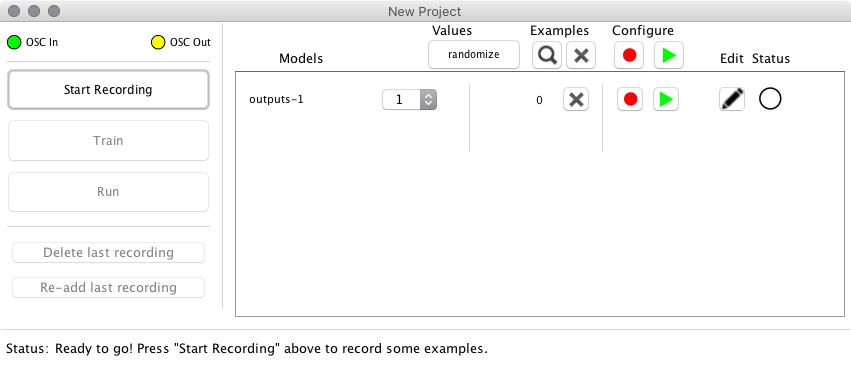 New Project
OSC In
OSC Out
Values
Examples
Configure
Models
randomize
Edit
Status
Start Recording
outputs-1
1
0
Train
Run
Delete last recording
Re-add last recording
Status: Ready to go! Press "Start Recording" above to record some examples.